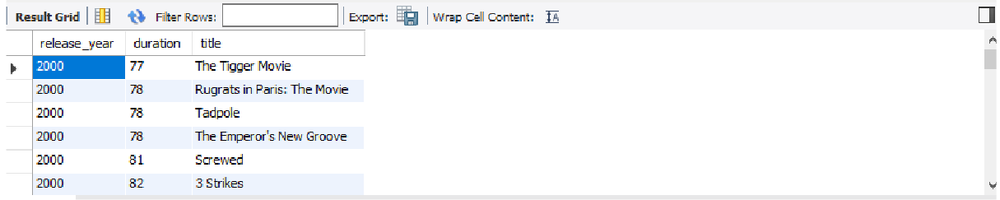 Result Grid Filter Rows: Export: Wrap Cell Content: IA
release_year duration title
2000 77 The Tigger Movie
2000 78 Rugrats in Paris: The Movie
2000 78 Tadpole
2000 78 The Emperor's New Groove
2000 81 Screwed
2000 82 3 Strikes